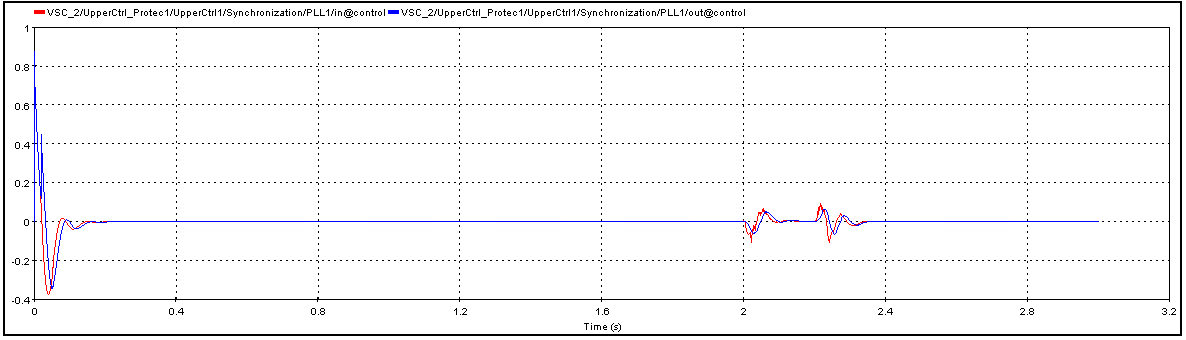 VSC_2/UpperCtrl_Protec1/UpperCtrl1/Synchronization/PLL1/in@control VSC_2/UpperCtrl_Protec1/UpperCtrl1/Synchronization/PLL1/out@control
1
0.8
0.6
0.4
0.2
0
-0.2
-0.4
0 0.4 0.8 1.2 1.6 2 2.4 2.8 3.2
Time (s)